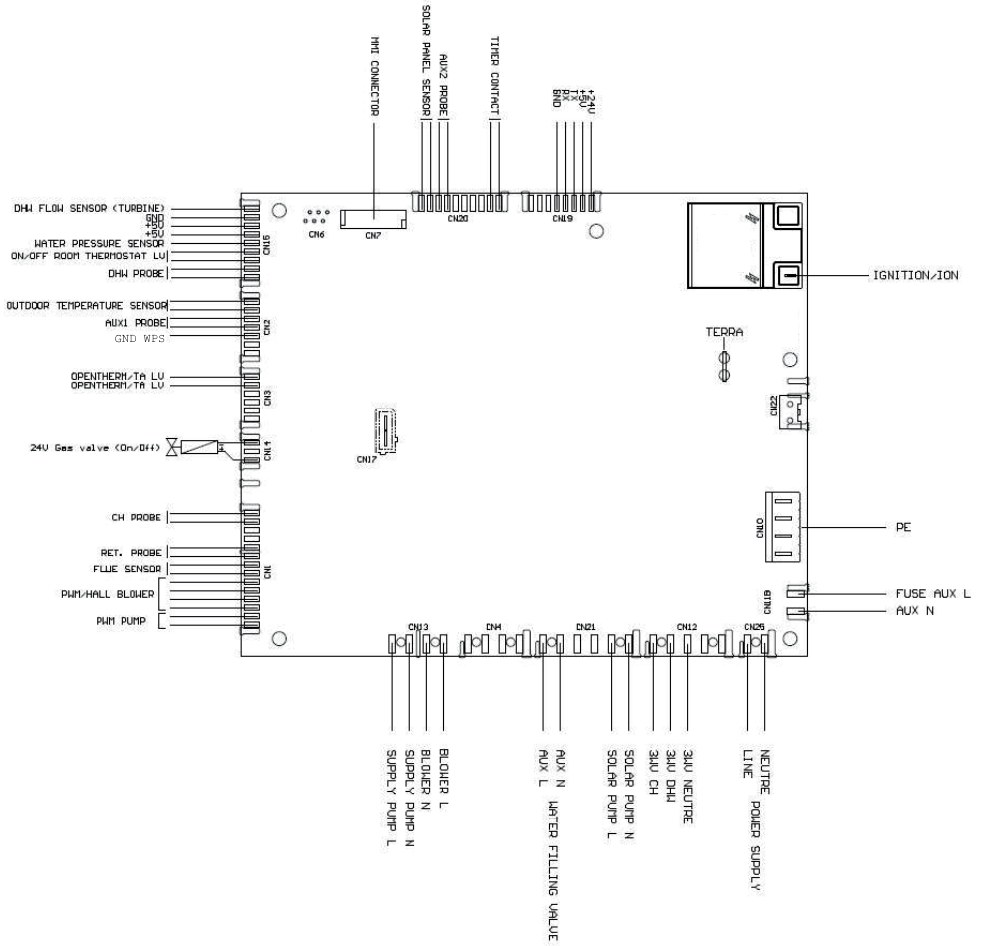 SOLAR PANEL SENSOR
AUX2 PROBE
MMI CONNECTOR
TIMER CONTACT
GND
RX
TX
+5V
+24V
CN6
CN7
CN20
CN19
DHW FLOW SENSOR (TURBINE)
GND
+5V
+5V
WATER PRESSURE SENSOR
ON/OFF ROOM THERMOSTAT LV
DHW PROBE
CN15
IGNITION/ION
OUTDOOR TEMPERATURE SENSOR
AUX1 PROBE
GND WPS
CN2
TERRA
OPENTHERM/TA LV
OPENTHERM/TA LV
CN3
CN22
24V Gas valve (On/Off)
CN14
CN17
CH PROBE
RET. PROBE
FLUE SENSOR
PWM/HALL BLOWER
PWM PUMP
CN1
CN10
PE
CN11B
FUSE AUX L
AUX N
CN13
CN4
CN21
CN12
CN25
SUPPLY PUMP L
SUPPLY PUMP N
BLOWER N
BLOWER L
AUX L
AUX N
WATER FILLING VALVE
SOLAR PUMP L
SOLAR PUMP N
3WV CH
3WV DHW
3WV NEUTRE
LINE
NEUTRE
POWER SUPPLY